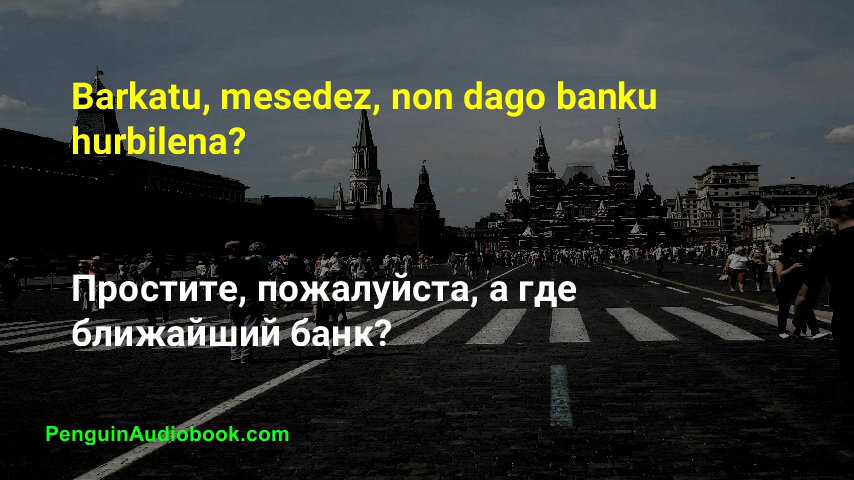 Barkatu, mesedez, non dago banku
hurbilena?
Простите, пожалуйста, а где
ближайший банк?
PenguinAudiobook.com